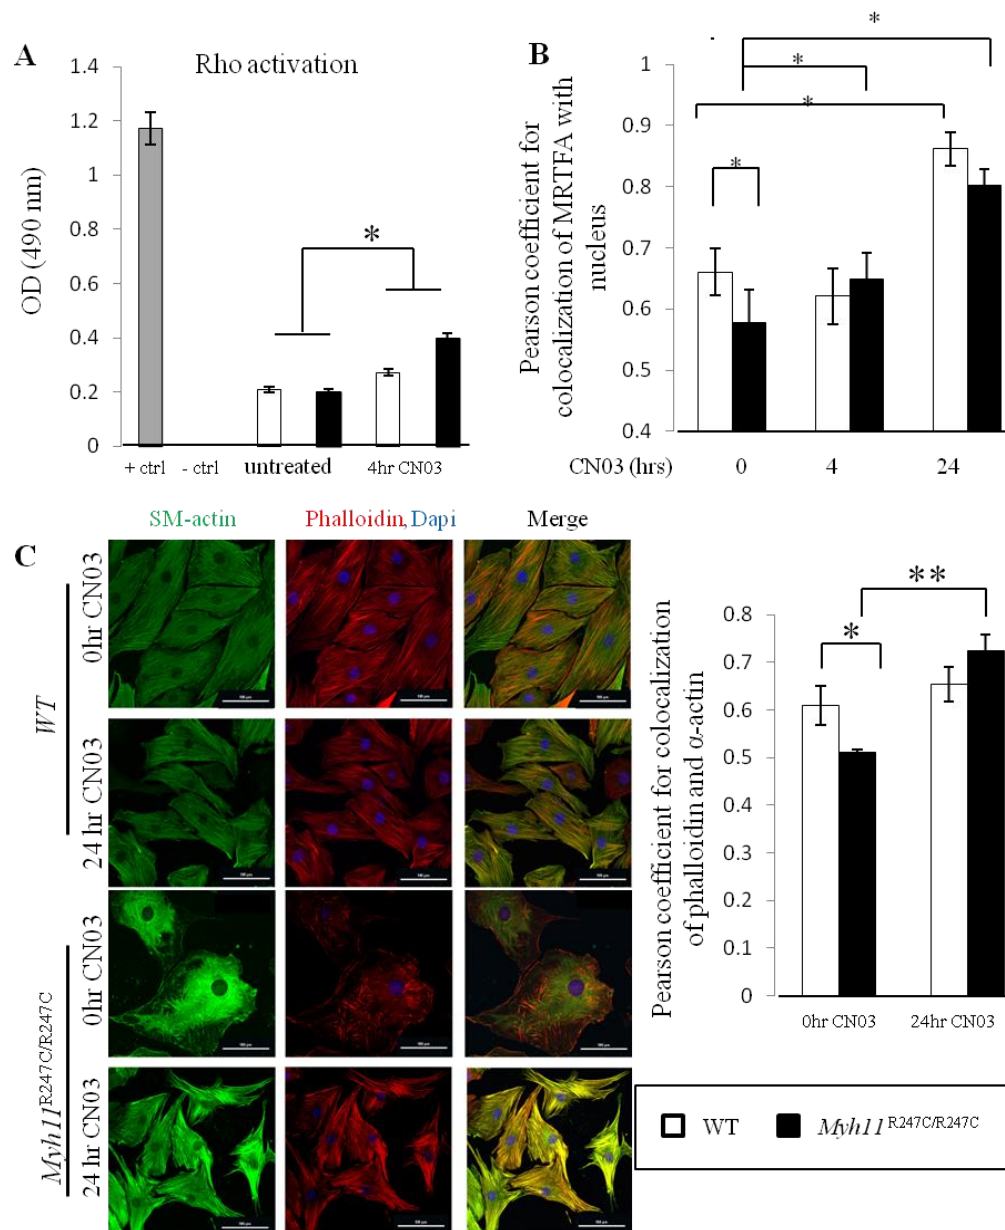 A
Rho activation
OD (490 nm)
1.4
1.2
1
0.8
0.6
0.4
0.2
0
*
+ ctrl
- ctrl
untreated
4hr CN03
B
Pearson coefficient for
colocalization of MRTFA with
nucleus
1
0.9
0.8
0.7
0.6
0.5
0.4
*
*
*
*
CN03 (hrs)
0
4
24
C
SM-actin
Phalloidin, Dapi
Merge
WT
0hr CN03
24 hr CN03
Myh11R247C/R247C
0hr CN03
24 hr CN03
Pearson coefficient for colocalization
of phalloidin and α-actin
0.8
0.7
0.6
0.5
0.4
0.3
0.2
0.1
0
*
**
0hr CN03
24hr CN03
WT
Myh11 R247C/R247C